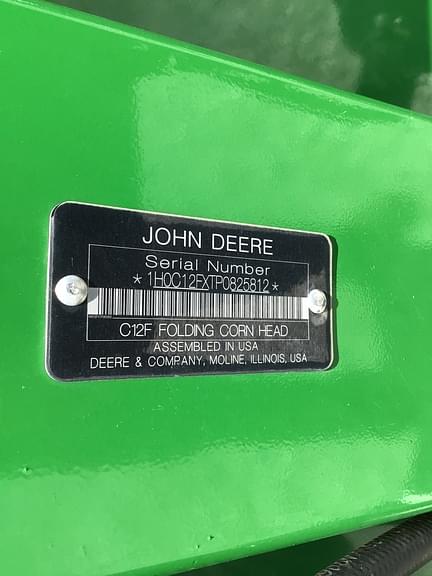 JOHN DEERE
Serial Number
*1H0C12FXTP0825812*
C12F FOLDING CORN HEAD
ASSEMBLED IN USA
DEERE & COMPANY, MOLINE, ILLINOIS, USA